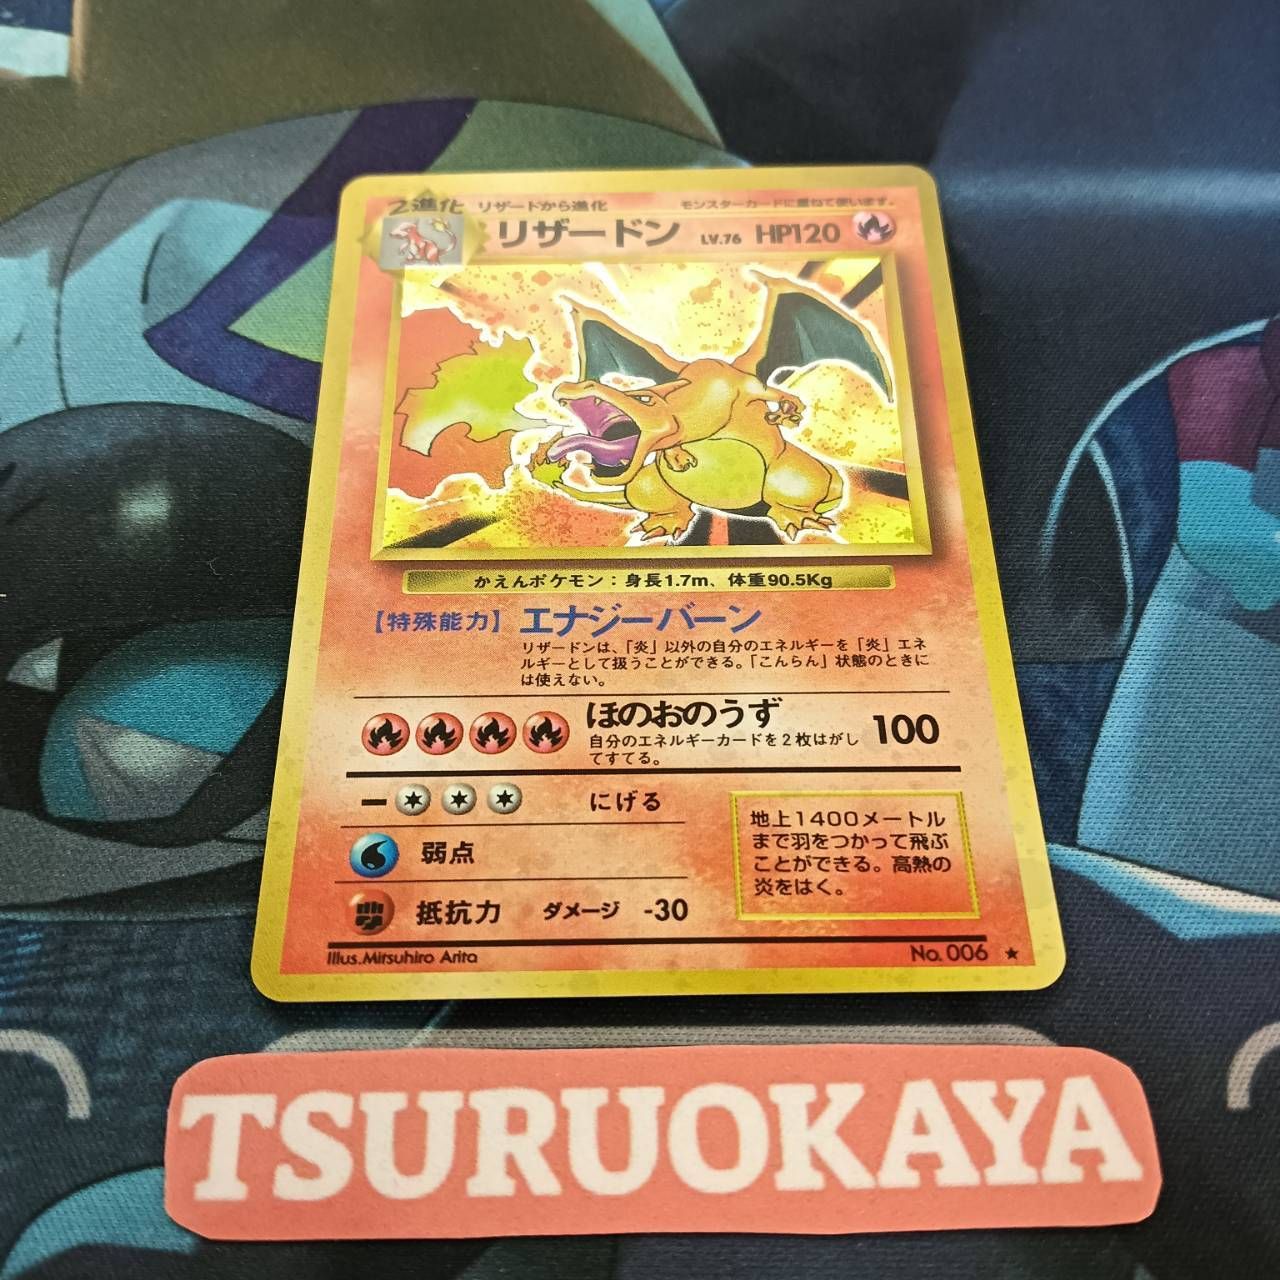 2進化 リザードから進化 モンスターカードに重ねて使います。
リザードン LV.76 HP120
かえんポケモン：身長1.7m、体重90.5Kg
【特殊能力】 エナジーバーン
リザードンは、「炎」以外の自分のエネルギーを「炎」エネ
ルギーとして扱うことができる。「こんらん」状態のときに
は使えない。
ほのおのうず 100
自分のエネルギーカードを2枚はがし
てすてる。
ー にげる
弱点
抵抗力 ダメージ -30
地上1400メートル
まで羽をつかって飛ぶ
ことができる。高熱の
炎をはく。
Illus.Mitsuhiro Arita
No. 006 ★
TSURUOKAYA